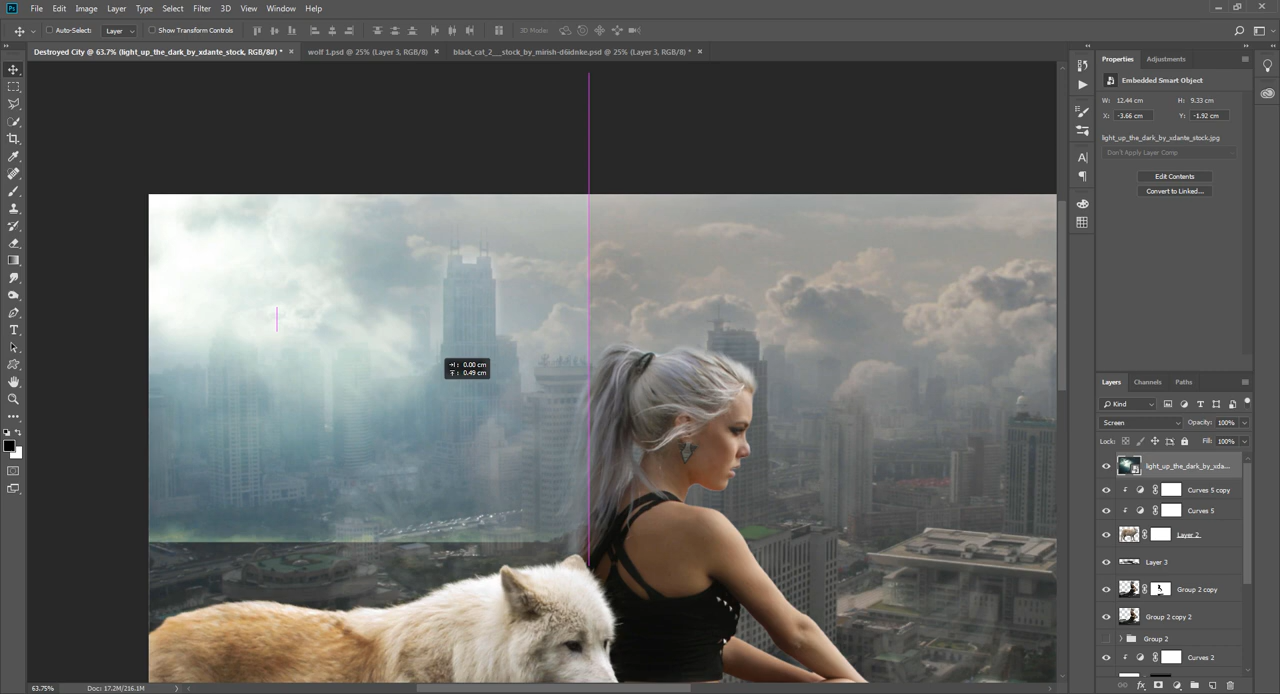 Ps File Edit Image Layer Type Select Filter 3D View Window Help
Auto-Select: Layer Show Transform Controls 3D Mode:
Destroyed City @ 63.7% (light_up_the_dark_by_xdante_stock, RGB/8#) * × wolf 1.psd @ 25% (Layer 3, RGB/8) × black_cat_2__stock_by_mirish-d6idnke.psd @ 25% (Layer 3, RGB/8) * ×
Properties Adjustments
Embedded Smart Object
W: 12.44 cm H: 9.33 cm
X: -3.66 cm Y: -1.92 cm
light_up_the_dark_by_xdante_stock.jpg
Don't Apply Layer Comp
Edit Contents
Convert to Linked...
: 0.00 cm
: 0.49 cm
Layers Channels Paths
Kind
Screen Opacity: 100%
Lock: Fill: 100%
light_up_the_dark_by_xda...
Curves 5 copy
Curves 5
Layer 2
Layer 3
Group 2 copy
Group 2 copy 2
Group 2
Curves 2
63.75% Doc: 17.2M/216.1M